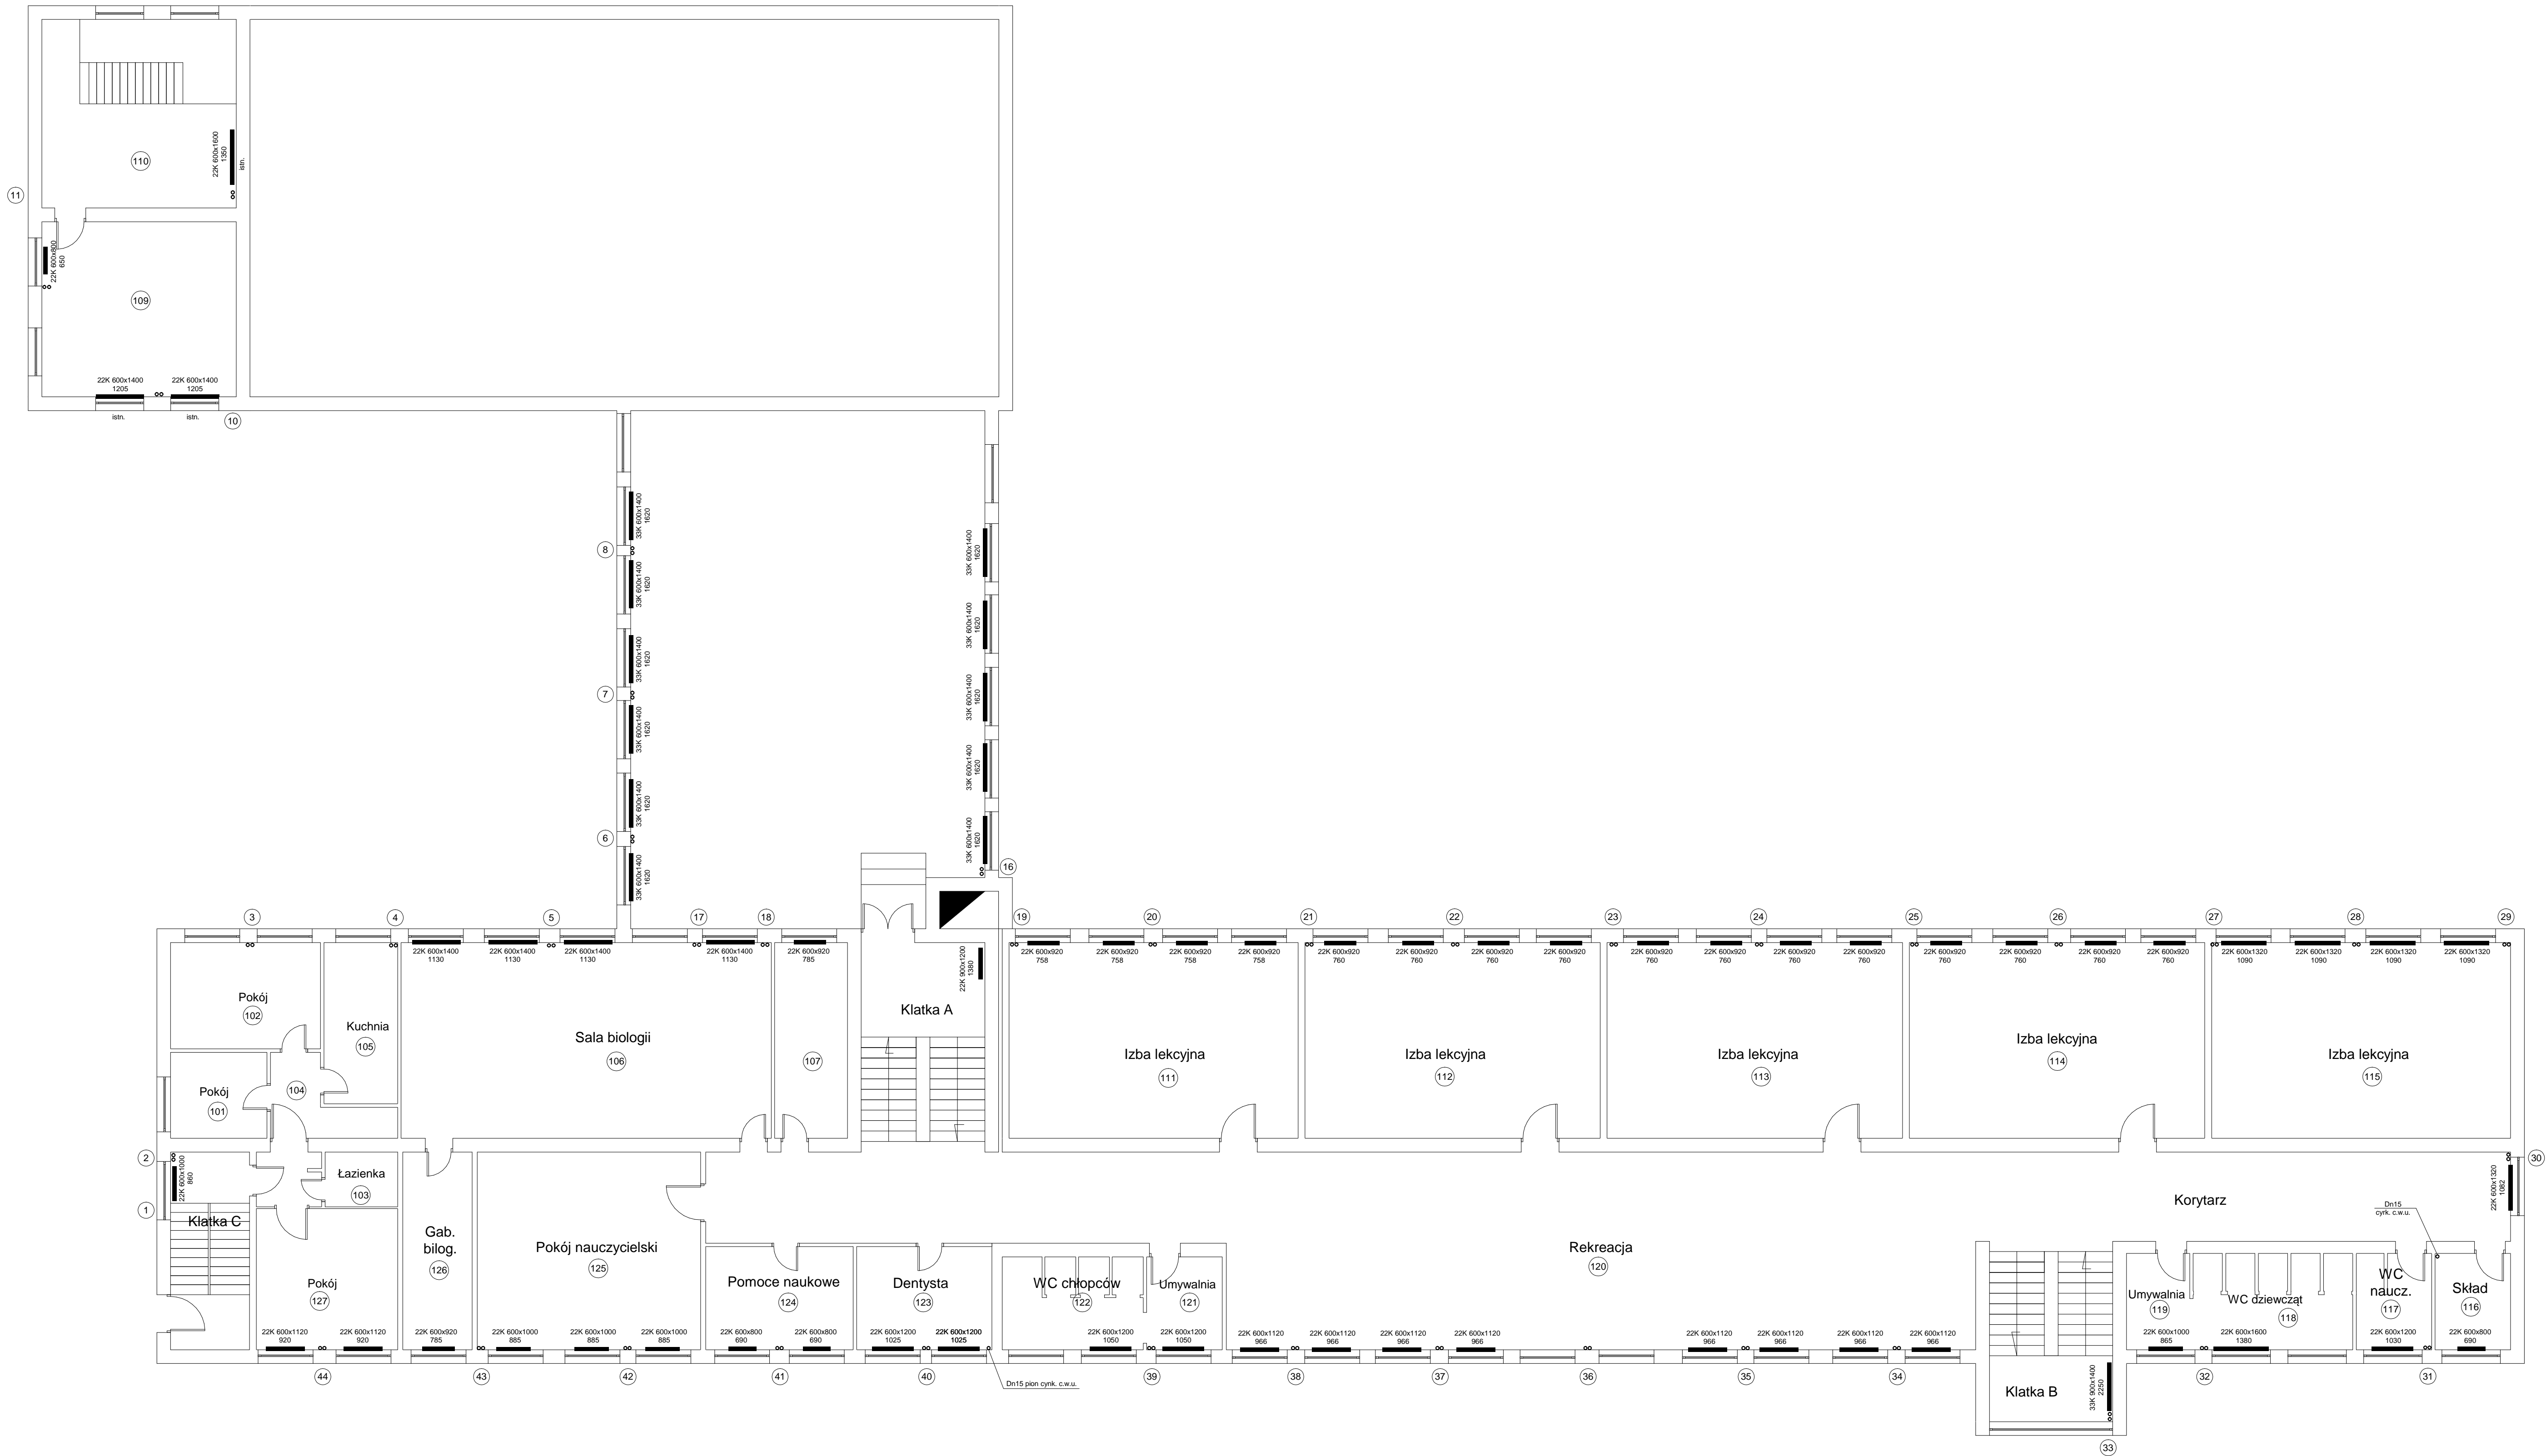 22K 600x1600
1350
istn.
110
11
22K 600x800
650
109
22K 600x1400
1205
22K 600x1400
1205
istn.
istn.
10
33K 600x1400
1620
8
33K 600x1400
1620
33K 600x1400
1620
7
33K 600x1400
1620
33K 600x1400
1620
6
33K 600x1400
1620
33K 600x1400
1620
33K 600x1400
1620
33K 600x1400
1620
33K 600x1400
1620
33K 600x1400
1620
16
3
4
5
17
18
19
20
21
22
23
24
25
26
27
28
29
22K 600x1400
1130
22K 600x1400
1130
22K 600x1400
1130
22K 600x1400
1130
22K 600x920
785
22K 900x1200
1380
22K 600x920
758
22K 600x920
758
22K 600x920
758
22K 600x920
758
22K 600x920
760
22K 600x920
760
22K 600x920
760
22K 600x920
760
22K 600x920
760
22K 600x920
760
22K 600x920
760
22K 600x920
760
22K 600x920
760
22K 600x920
760
22K 600x920
760
22K 600x920
760
22K 600x1320
1090
22K 600x1320
1090
22K 600x1320
1090
22K 600x1320
1090
Pokój
102
Kuchnia
105
Sala biologii
106
107
Klatka A
Izba lekcyjna
111
Izba lekcyjna
112
Izba lekcyjna
113
Izba lekcyjna
114
Izba lekcyjna
115
Pokój
101
104
2
22K 600x1000
860
1
Klatka C
Łazienka
103
Pokój
127
Gab.
bilog.
126
Pokój nauczycielski
125
Pomoce naukowe
124
Dentysta
123
WC chłopców
122
Umywalnia
121
Rekreacja
120
Korytarz
30
22K 600x1320
1082
Dn15
cyrk. c.w.u.
Umywalnia
119
WC dziewcząt
118
WC
naucz.
117
Skład
116
22K 600x1120
920
22K 600x1120
920
22K 600x920
785
22K 600x1000
885
22K 600x1000
885
22K 600x1000
885
22K 600x800
690
22K 600x800
690
22K 600x1200
1025
22K 600x1200
1025
22K 600x1200
1050
22K 600x1200
1050
22K 600x1120
966
22K 600x1120
966
22K 600x1120
966
22K 600x1120
966
22K 600x1120
966
22K 600x1120
966
22K 600x1120
966
22K 600x1120
966
22K 600x1000
865
22K 600x1600
1380
22K 600x1200
1030
22K 600x800
690
44
43
42
41
40
Dn15 pion cynk. c.w.u.
39
38
37
36
35
34
Klatka B
33K 900x1400
2250
33
32
31